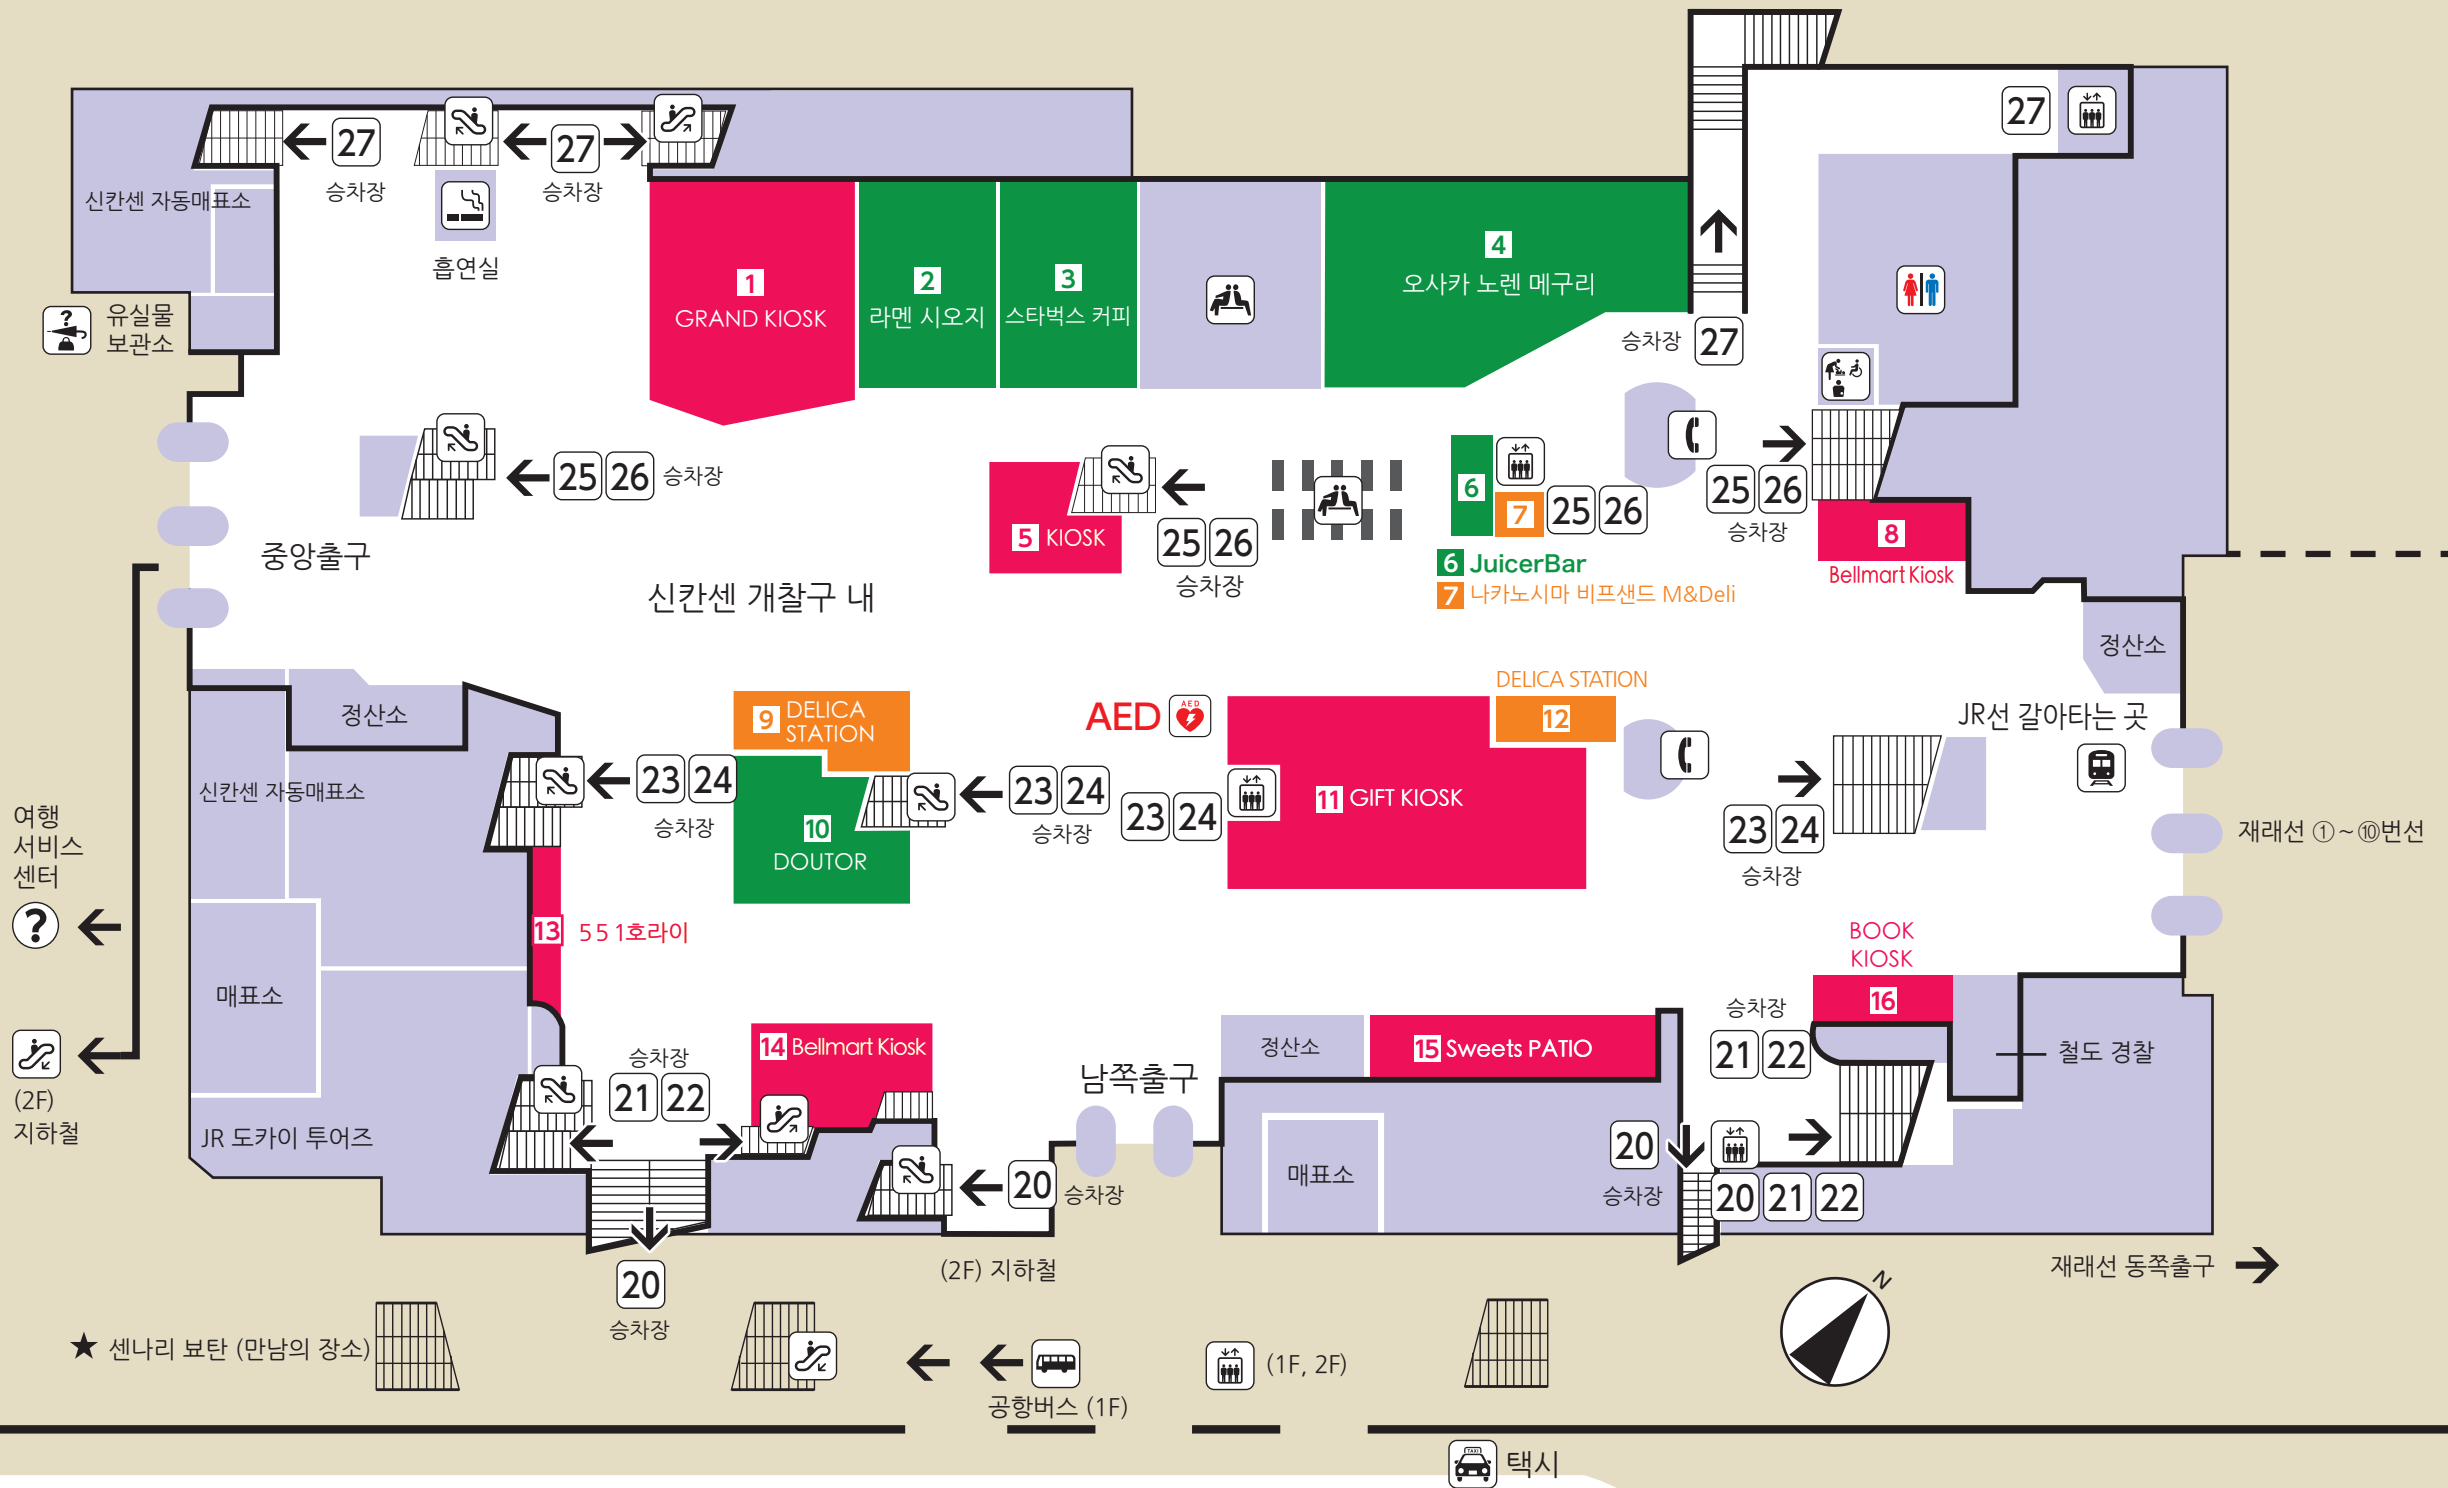 27
27
승차장
승차장
27
신칸센 자동매표소
흡연실
유실물
보관소
?
1
GRAND KIOSK
2
라멘 시오지
3
스타벅스 커피
4
오사카 노렌 메구리
승차장 27
25 26 승차장
중앙출구
신칸센 개찰구 내
5 KIOSK
25 26
승차장
6
7
25 26
6 JuicerBar
7 나카노시마 비프샌드 M&Deli
25 26
승차장
8
Bellmart Kiosk
정산소
정산소
신칸센 자동매표소
23 24
승차장
9 DELICA
STATION
10
DOUTOR
23 24
승차장
AED
AED
23 24
11 GIFT KIOSK
DELICA STATION
12
JR선 갈아타는 곳
23 24
승차장
재래선 ①~⑩번선
여행
서비스
센터
?
(2F)
지하철
매표소
JR 도카이 투어즈
13 5 5 1호라이
승차장
21 22
14 Bellmart Kiosk
20
승차장
20 승차장
남쪽출구
(2F) 지하철
정산소
15 Sweets PATIO
매표소
BOOK
KIOSK
16
승차장
21 22
철도 경찰
20
승차장
20 21 22
재래선 동쪽출구
N
★ 센나리 뵤탄 (만남의 장소)
공항버스 (1F)
(1F, 2F)
TAXI
택시